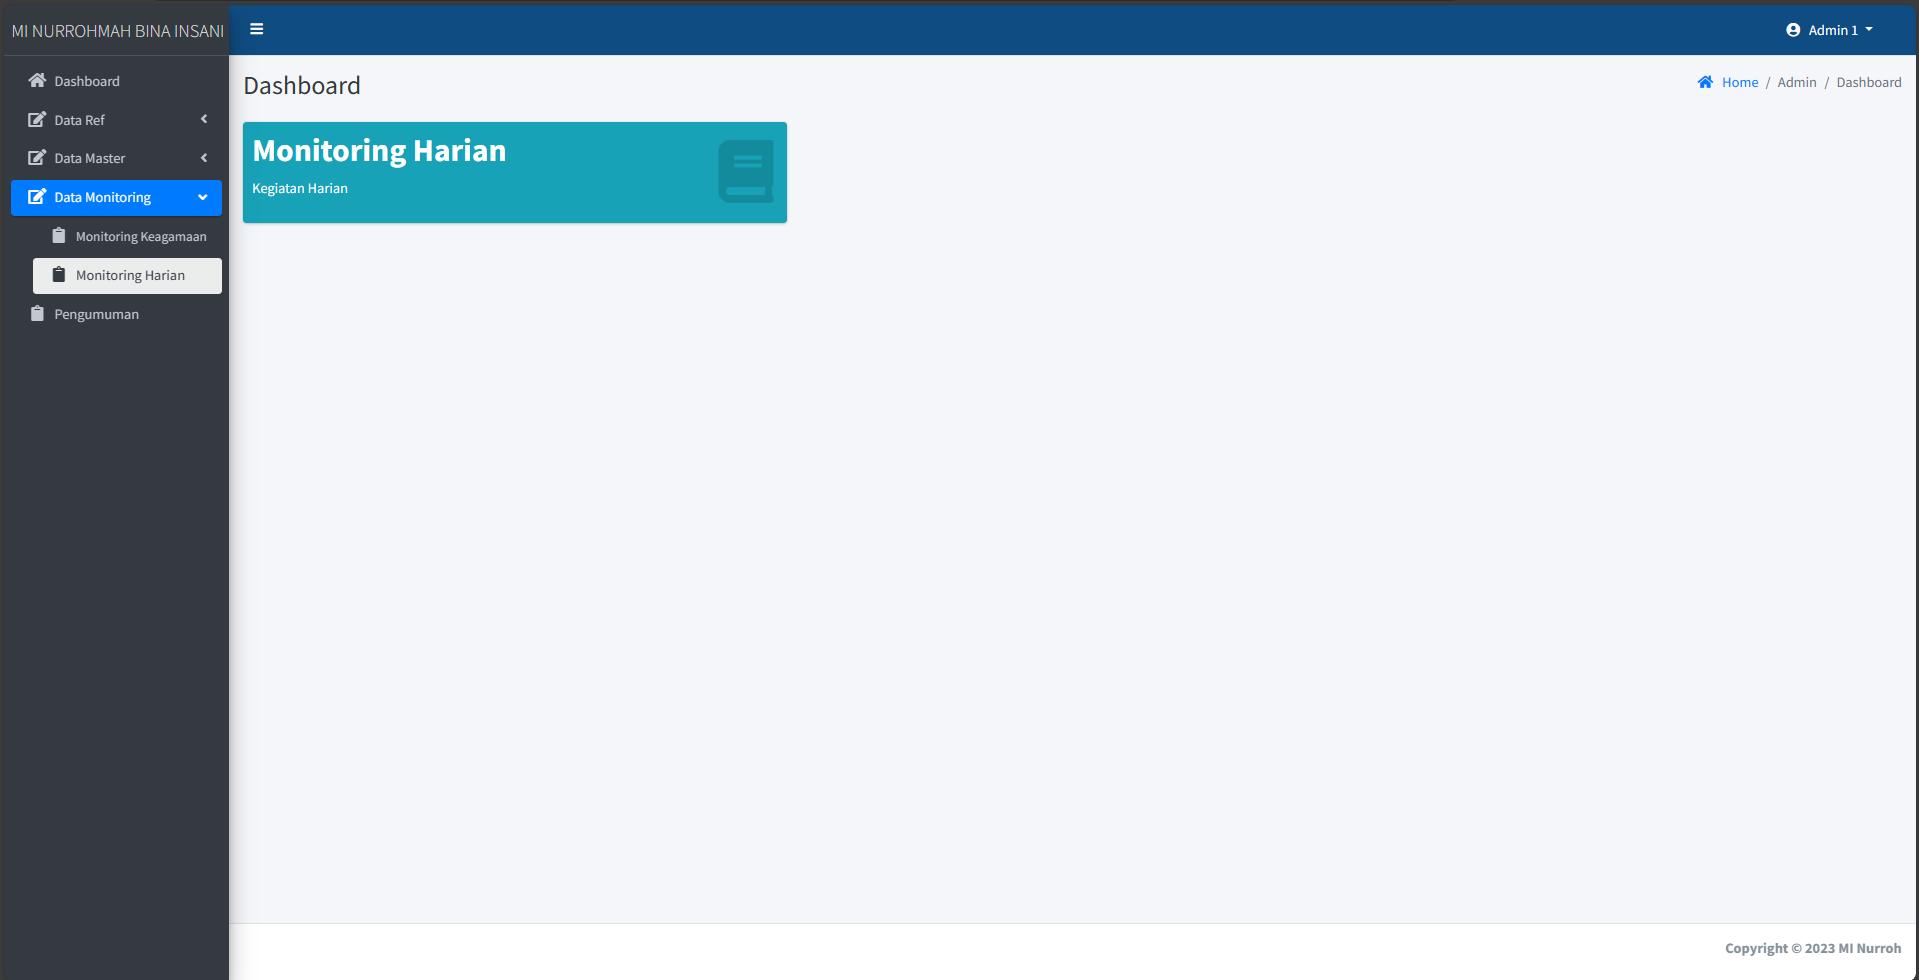 MI NURROHMAH BINA INSANI
Admin 1
Dashboard
Data Ref
Data Master
Data Monitoring
Monitoring Keagamaan
Monitoring Harian
Pengumuman
Dashboard
Home / Admin / Dashboard
Monitoring Harian
Kegiatan Harian
Copyright © 2023 MI Nurroh